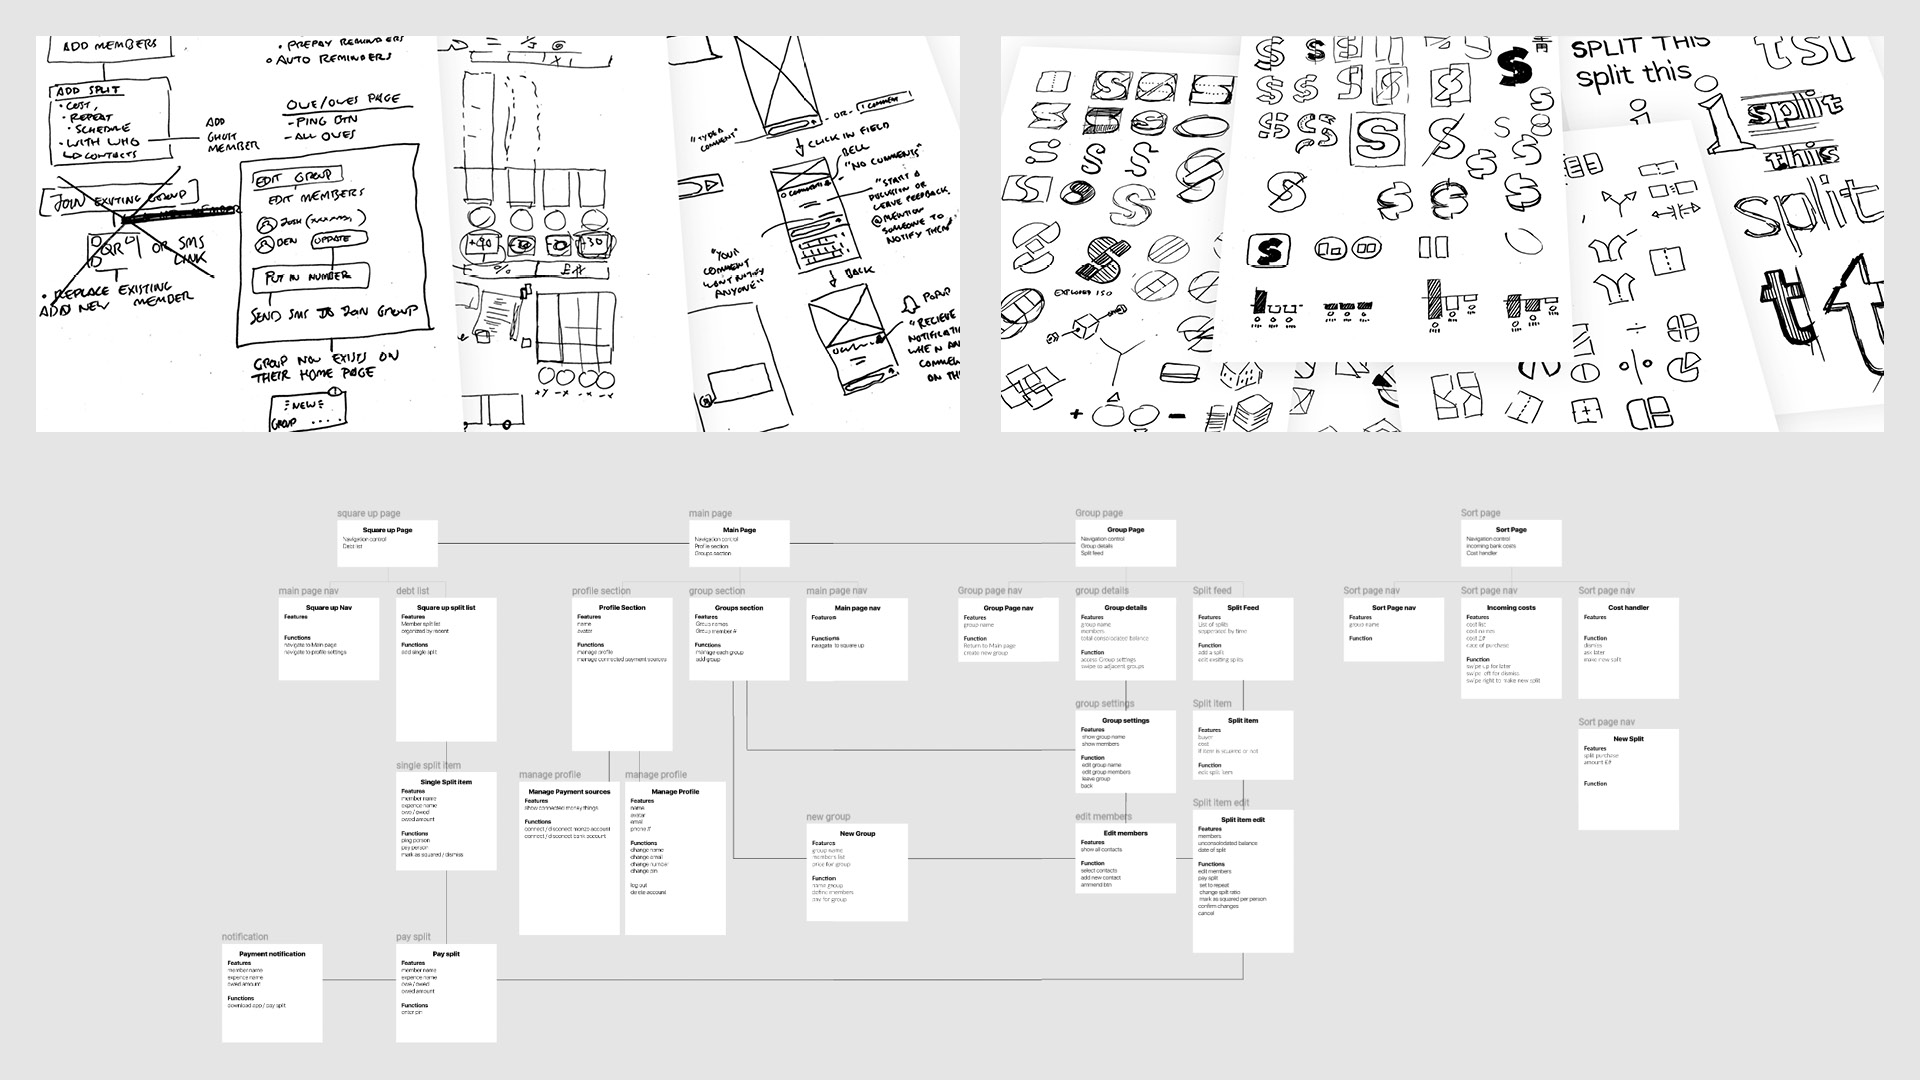 ADD MEMBERS
ADD SPLIT
• COST
• REPEAT
• SCHEDULE
• WITH WHO
CONTACTS
• PREPAY REMINDERS
• AUTO REMINDERS
OWE/OWES PAGE
- PING BTN
- ALL OWES
ADD
GHOST
MEMBER
JOIN EXISTING GROUP
QR
OR SMS
LINK
• REPLACE EXISTING
ADD NEW MEMBER
EDIT GROUP
EDIT MEMBERS
UPDATE
PUT IN NUMBER
SEND SMS TO JOIN GROUP
GROUP NOW EXISTS ON
THEIR HOME PAGE
NEW
GROUP
% £#
- OR -
1 COMMENT
"TYPE A
COMMENT"
CLICK IN FIELD
BELL
"NO COMMENTS"
"START A
DISCUSSION OR
LEAVE FEEDBACK
@MENTION
SOMEONE TO
NOTIFY THEM
"YOUR
COMMENT
WON'T NOTIFY
ANYONE"
BACK
POPUP
"RECIEVE
NOTIFICATI
WHEN AN
COMMEN
ON TH
EXPLODED ISO
SPLIT THIS
split this
split
this
split
t t
square up page
Square up Page
Navigation control
Debt list
main page
Main Page
Navigation control
Profile section
Groups section
Group page
Group Page
Navigation control
Group details
Split feed
Sort page
Sort Page
Navigation control
incoming bank costs
Cost handler
main page nav
Square up Nav
Features
Functions
navigate to Main page
navigate to profile settings
debt list
Square up split list
Features
Member split list
organized by recent
Functions
add single split
profile section
Profile Section
Features
name
avatar
Functions
manage profile
manage connected payment sources
group section
Groups section
Features
Group names
Group member #
Functions
manage each group
add group
main page nav
Main page nav
Features
Functions
navigate to square up
Group page nav
Group Page nav
Features
group name
Function
Return to Main page
create new group
group details
Group details
Features
group name
members
total consolodated balance
Function
access Group settings
swipe to adjacent groups
Split feed
Split Feed
Features
List of splits
sepperated by time
Function
add a split
edit exsiting splits
Sort page nav
Sort Page nav
Features
group name
Function
Sort page nav
Incoming costs
Features
cost list
cost names
cost £#
date of purchase
Function
swipe up for later
swipe left for dismiss
swipe right to make new split
Sort page nav
Cost handler
Features
Function
dismiss
ask later
make new split
group settings
Group settings
Features
show group name
show members
Function
edit group name
edit group members
leave group
back
Split item
Split item
Features
buyer
cost
if item is squared or not
Function
edit split item
Sort page nav
New Split
Features
split purchase
amount £#
Function
single split item
Single Split item
Features
member name
expence name
owe / owed
owed amount
Functions
ping person
pay person
mark as squared / dismiss
manage profile
Manage Payment sources
Features
show connected money things
Functions
connect / disconect monzo account
connect / disconect bank account
manage profile
Manage Profile
Features
name
avatar
email
phone #
Functions
change name
change email
change number
change pin
log out
delete account
new group
New Group
Features
group name
members list
price for group
Function
name group
define members
pay for group
edit members
Edit members
Features
show all contacts
Function
select contacts
add new contact
ammend btn
Split item edit
Split item edit
Features
members
unconsolodated balance
date of split
Functions
edit members
pay split
set to repeat
change split ratio
mark as squared per person
confirm changes
cancel
notification
Payment notification
Features
member name
expence name
owed amount
Functions
download app / pay split
pay split
Pay split
Features
member name
expence name
owe / owed
owed amount
Functions
enter pin